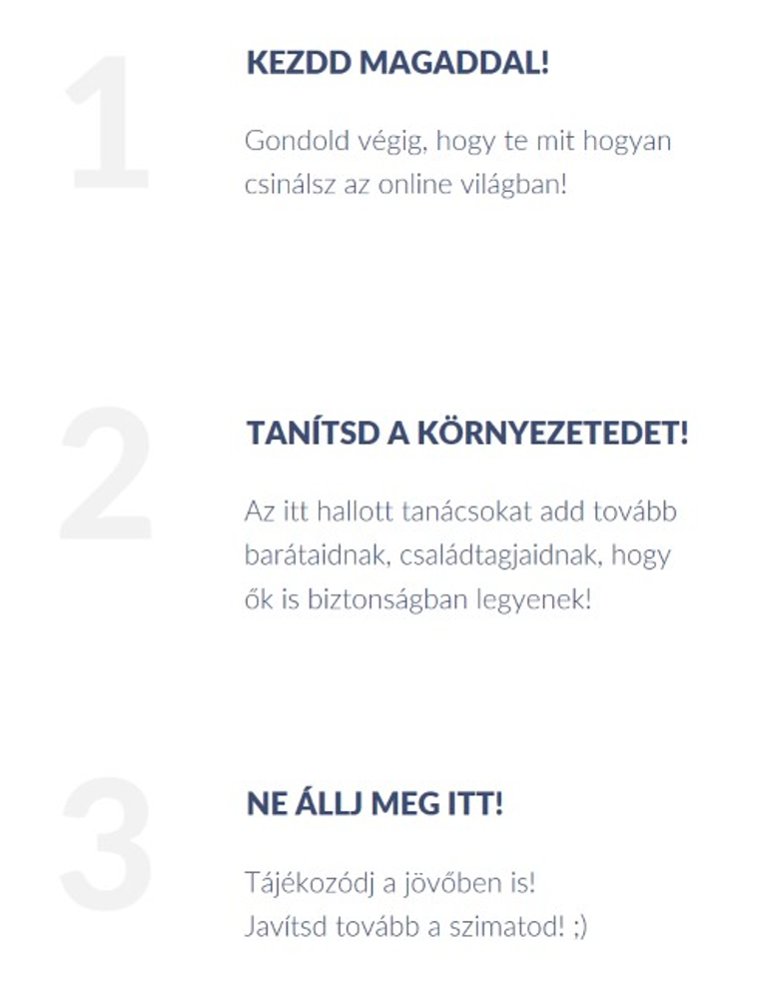 1
KEZDD MAGADDAL!
Gondold végig, hogy te mit hogyan
csinálsz az online világban!
2
TANÍTSD A KÖRNYEZETEDET!
Az itt hallott tanácsokat add tovább
barátaidnak, családtagjaidnak, hogy
ők is biztonságban legyenek!
3
NE ÁLLJ MEG ITT!
Tájékozódj a jövőben is!
Javítsd tovább a szimatod! ;)